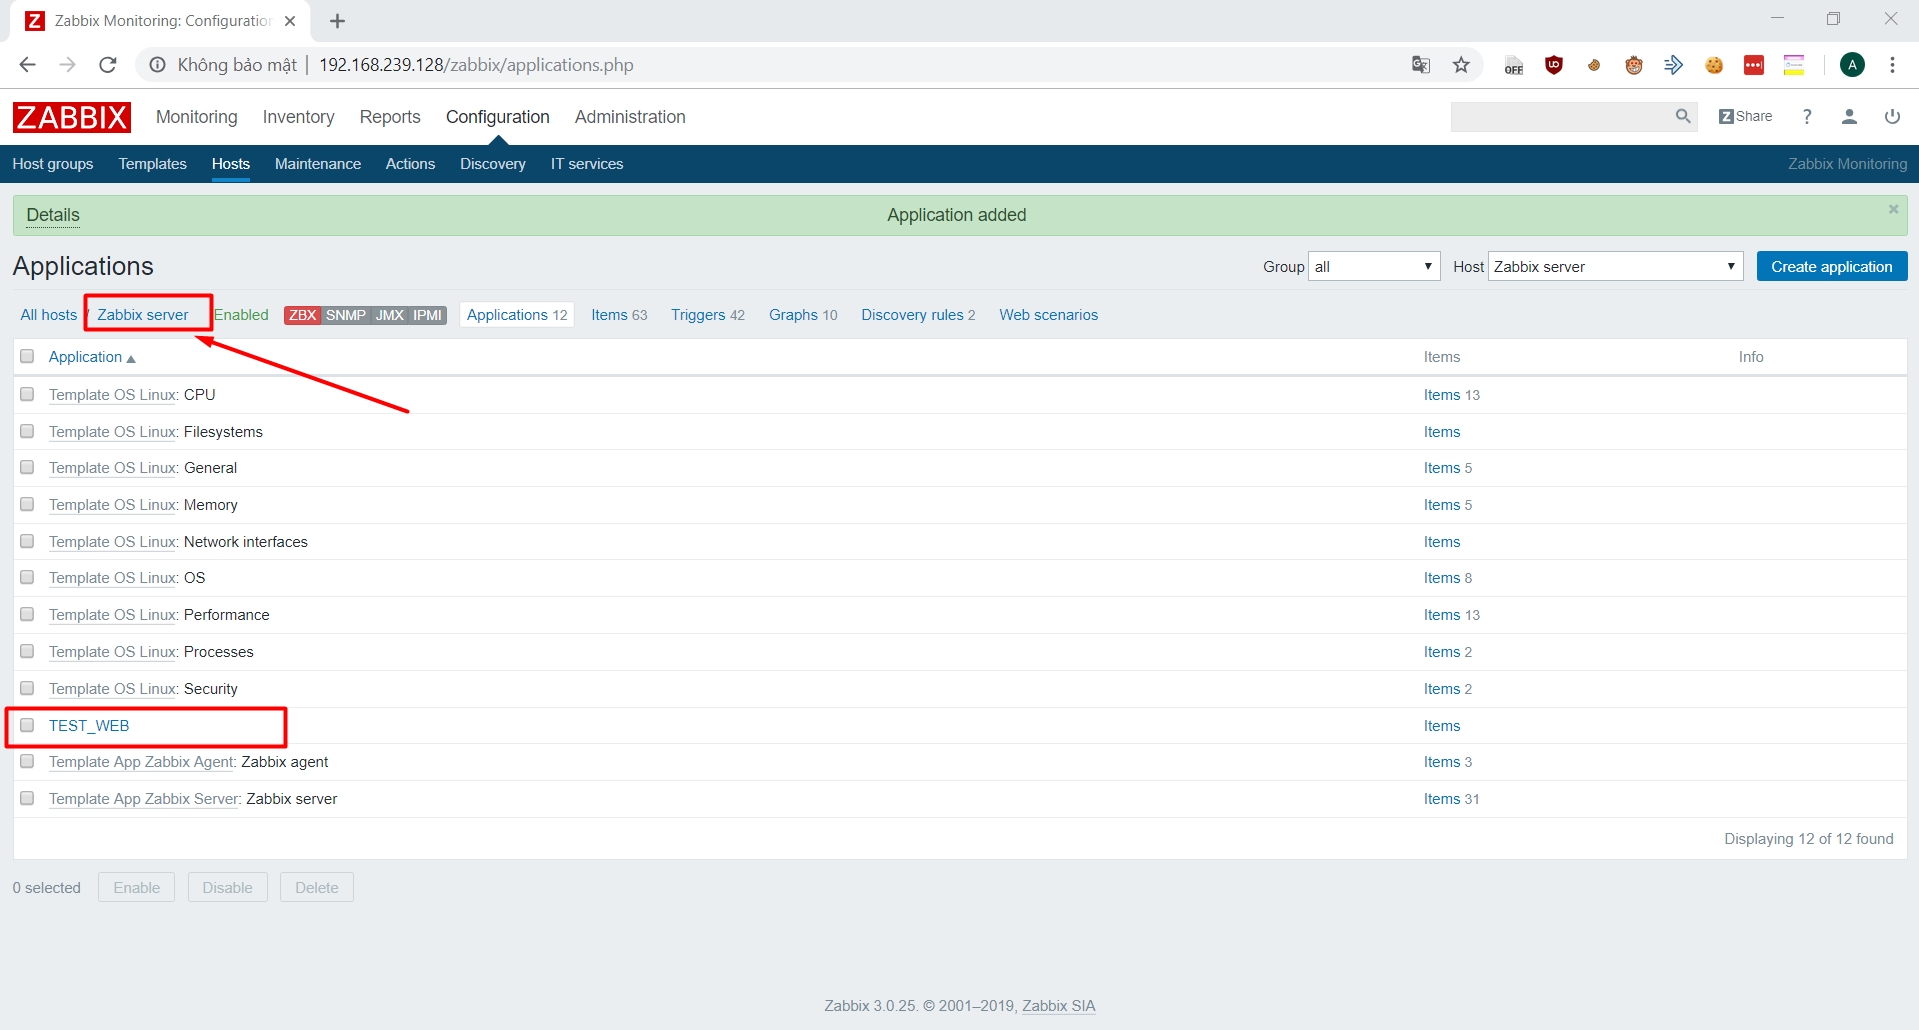 Z Zabbix Monitoring: Configuration
Không bảo mật 192.168.239.128/zabbix/applications.php OFF A
ZABBIX Monitoring Inventory Reports Configuration Administration Z Share ?
Host groups Templates Hosts Maintenance Actions Discovery IT services Zabbix Monitoring
Details Application added
Applications Group all Host Zabbix server Create application
All hosts / Zabbix server Enabled ZBX SNMP JMX IPMI Applications 12 Items 63 Triggers 42 Graphs 10 Discovery rules 2 Web scenarios
Application Items Info
Template OS Linux: CPU Items 13
Template OS Linux: Filesystems Items
Template OS Linux: General Items 5
Template OS Linux: Memory Items 5
Template OS Linux: Network interfaces Items
Template OS Linux: OS Items 8
Template OS Linux: Performance Items 13
Template OS Linux: Processes Items 2
Template OS Linux: Security Items 2
TEST_WEB Items
Template App Zabbix Agent: Zabbix agent Items 3
Template App Zabbix Server: Zabbix server Items 31
Displaying 12 of 12 found
0 selected Enable Disable Delete
Zabbix 3.0.25. © 2001–2019, Zabbix SIA